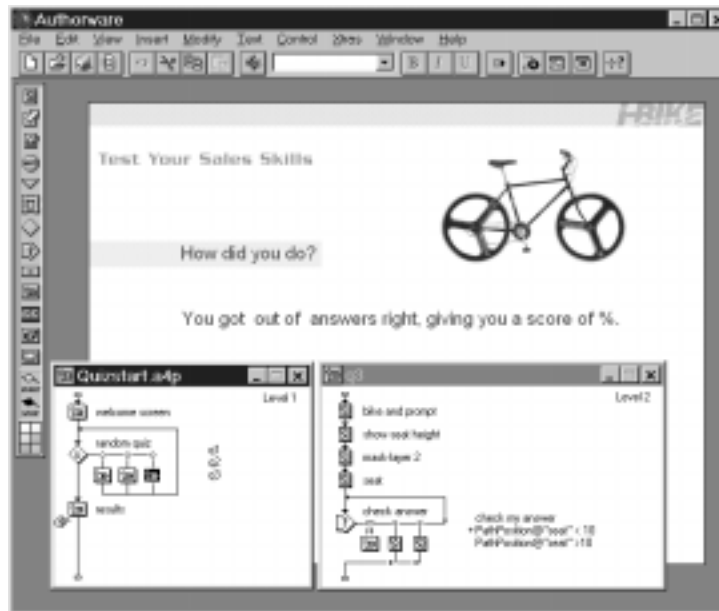 Authorware
File Edit View Insert Modify Text Control Xtras Window Help
B I U
I-BIKE
Test Your Sales Skills
How did you do?
You got out of answers right, giving you a score of %.
Quizstart.a4p
Level 1
welcome screen
random quiz
results
q3
Level 2
bike and prompt
show seat height
mask-layer 2
seat
check answer
check my answer
+PathPosition@"seat" < 10
PathPosition@"seat" >10